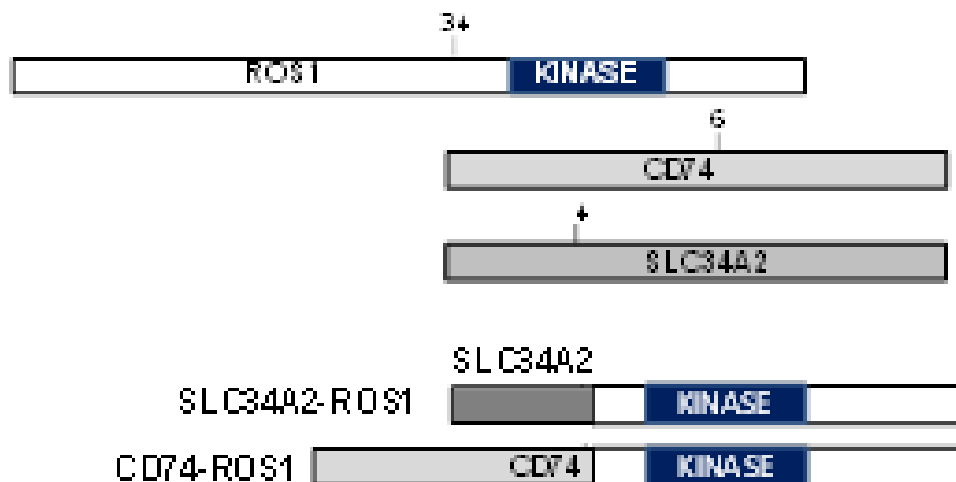 34
ROS1 KINASE
6
CD74
4
SLC34A2
SLC34A2
SLC34A2-ROS1 KINASE
CD74-ROS1 CD74 KINASE